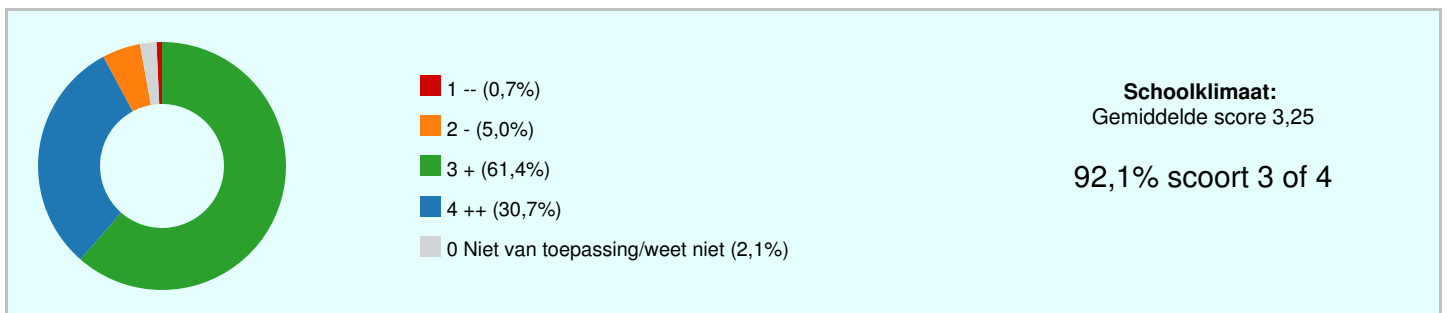 1 -- (0,7%)
2 - (5,0%)
3 + (61,4%)
4 ++ (30,7%)
0 Niet van toepassing/weet niet (2,1%)
Schoolklimaat:
Gemiddelde score 3,25
92,1% scoort 3 of 4